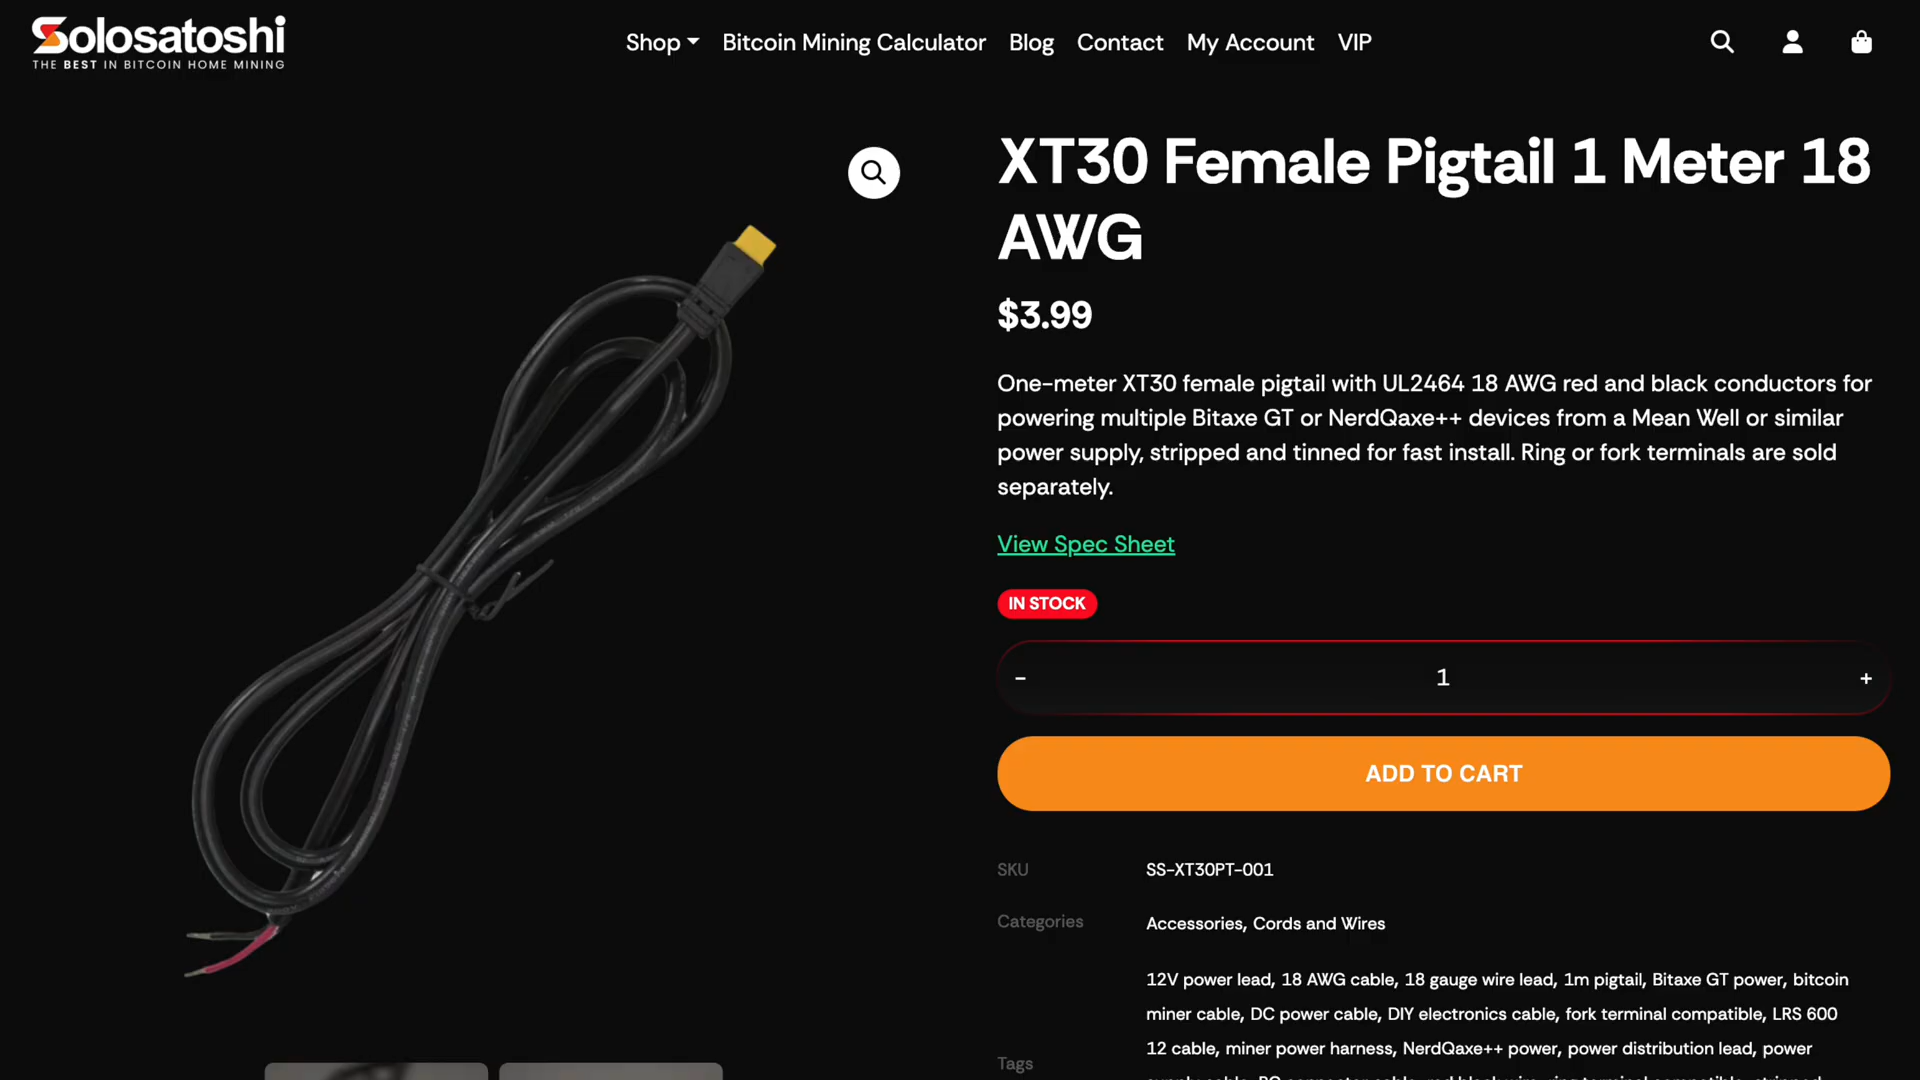 Solosatoshi
THE BEST IN BITCOIN HOME MINING
Shop
Bitcoin Mining Calculator
Blog
Contact
My Account
VIP
XT30 Female Pigtail 1 Meter 18
AWG
$3.99
One-meter XT30 female pigtail with UL2464 18 AWG red and black conductors for
powering multiple Bitaxe GT or NerdQaxe++ devices from a Mean Well or similar
power supply, stripped and tinned for fast install. Ring or fork terminals are sold
separately.
View Spec Sheet
IN STOCK
- 1 +
ADD TO CART
SKU SS-XT30PT-001
Categories Accessories, Cords and Wires
12V power lead, 18 AWG cable, 18 gauge wire lead, 1m pigtail, Bitaxe GT power, bitcoin
miner cable, DC power cable, DIY electronics cable, fork terminal compatible, LRS 600
12 cable, miner power harness, NerdQaxe++ power, power distribution lead, power
Tags